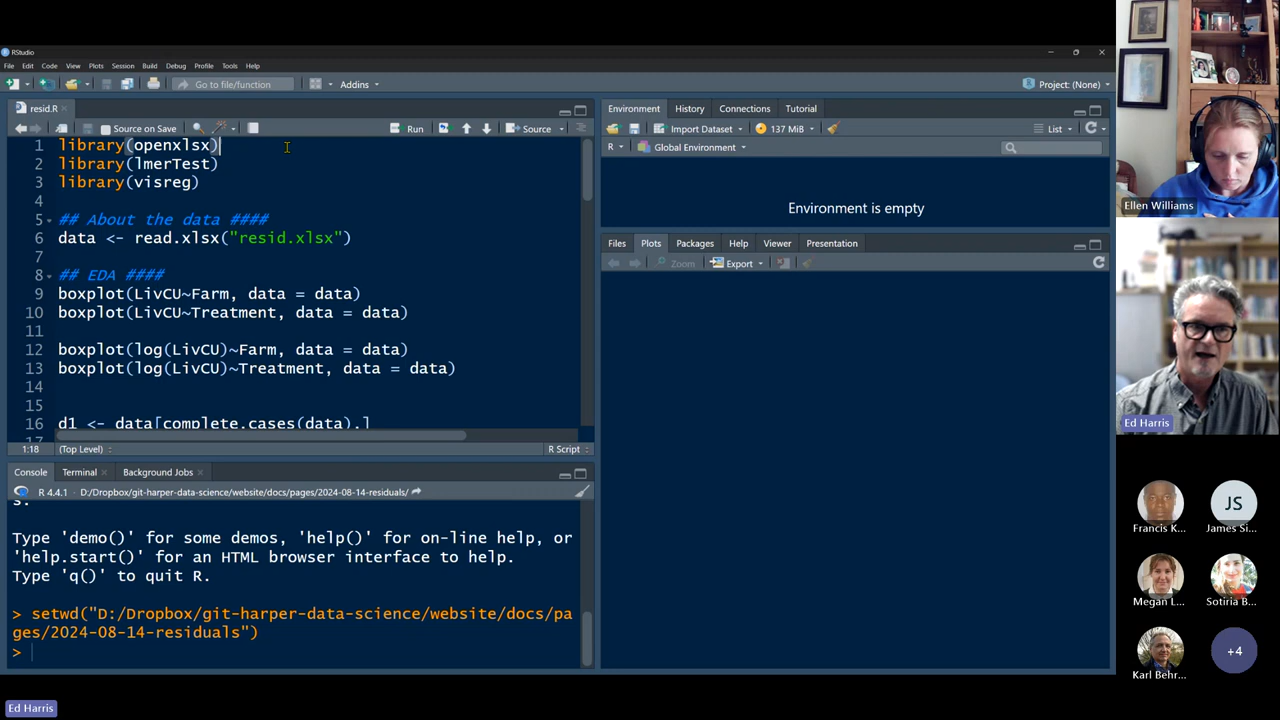 RStudio
File Edit Code View Plots Session Build Debug Profile Tools Help
Go to file/function
Addins
Project: (None)
resid.R
Source on Save
Run
Source
1 library(openxlsx)
2 library(lmerTest)
3 library(visreg)
4
5 ## About the data ####
6 data <- read.xlsx("resid.xlsx")
7
8 ## EDA ####
9 boxplot(LivCU~Farm, data = data)
10 boxplot(LivCU~Treatment, data = data)
11
12 boxplot(log(LivCU)~Farm, data = data)
13 boxplot(log(LivCU)~Treatment, data = data)
14
15
16 d1 <- data[complete.cases(data),]
17
1:18 (Top Level) R Script
Console Terminal Background Jobs
R 4.4.1 · D:/Dropbox/git-harper-data-science/website/docs/pages/2024-08-14-residuals/
s.
Type 'demo()' for some demos, 'help()' for on-line help, or
'help.start()' for an HTML browser interface to help.
Type 'q()' to quit R.
> setwd("D:/Dropbox/git-harper-data-science/website/docs/pa
ges/2024-08-14-residuals")
>
Environment History Connections Tutorial
Import Dataset 137 MiB List
R Global Environment
Environment is empty
Files Plots Packages Help Viewer Presentation
Zoom Export
Ellen Williams
Ed Harris
JS
Francis K... James Si...
Megan L... Sotiria B...
+4
Karl Behr...
Ed Harris